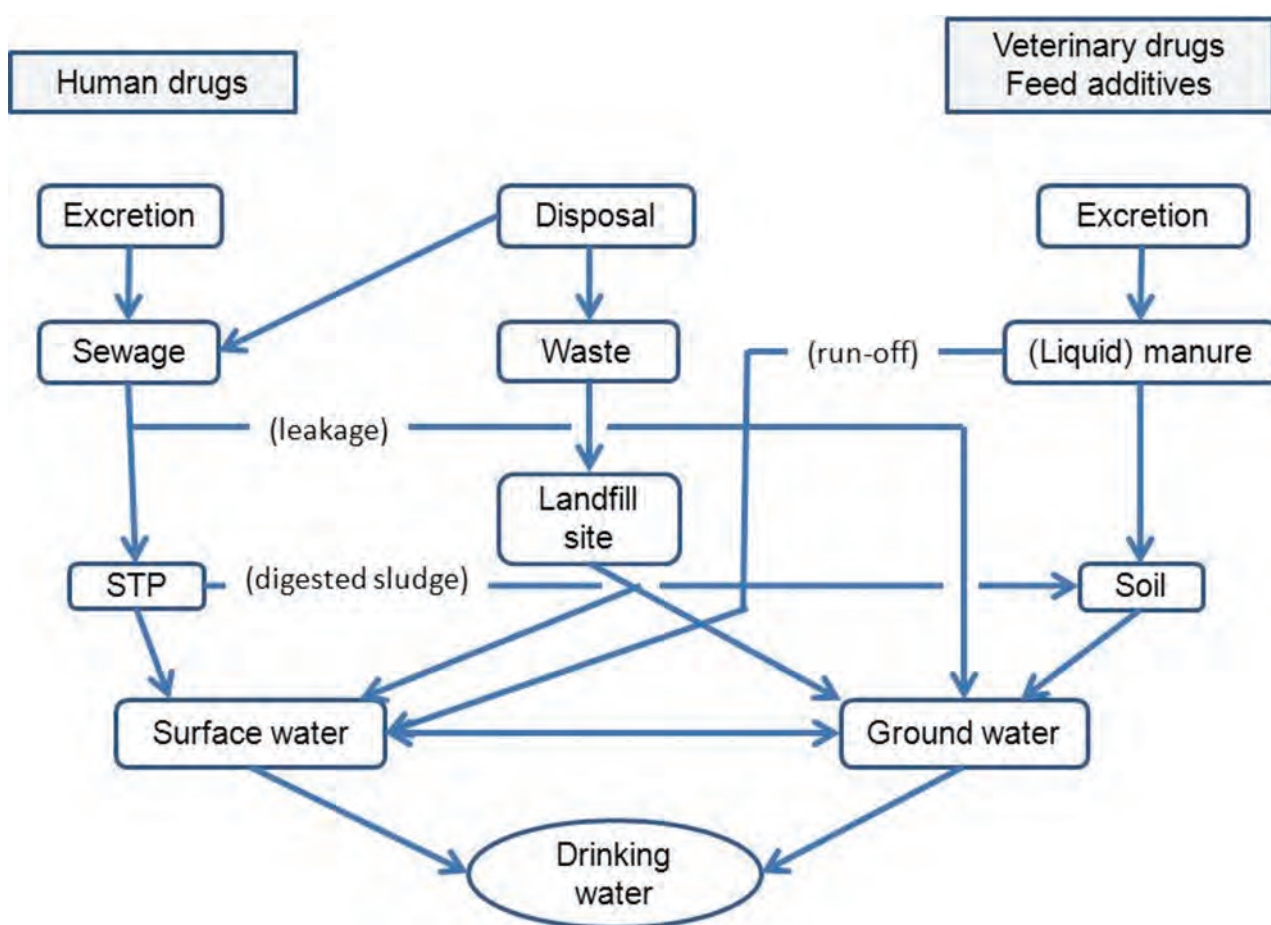 Human drugs
Veterinary drugs
Feed additives
Excretion
Disposal
Excretion
Sewage
Waste
(run-off)
(Liquid) manure
(leakage)
Landfill
site
STP
(digested sludge)
Soil
Surface water
Ground water
Drinking
water